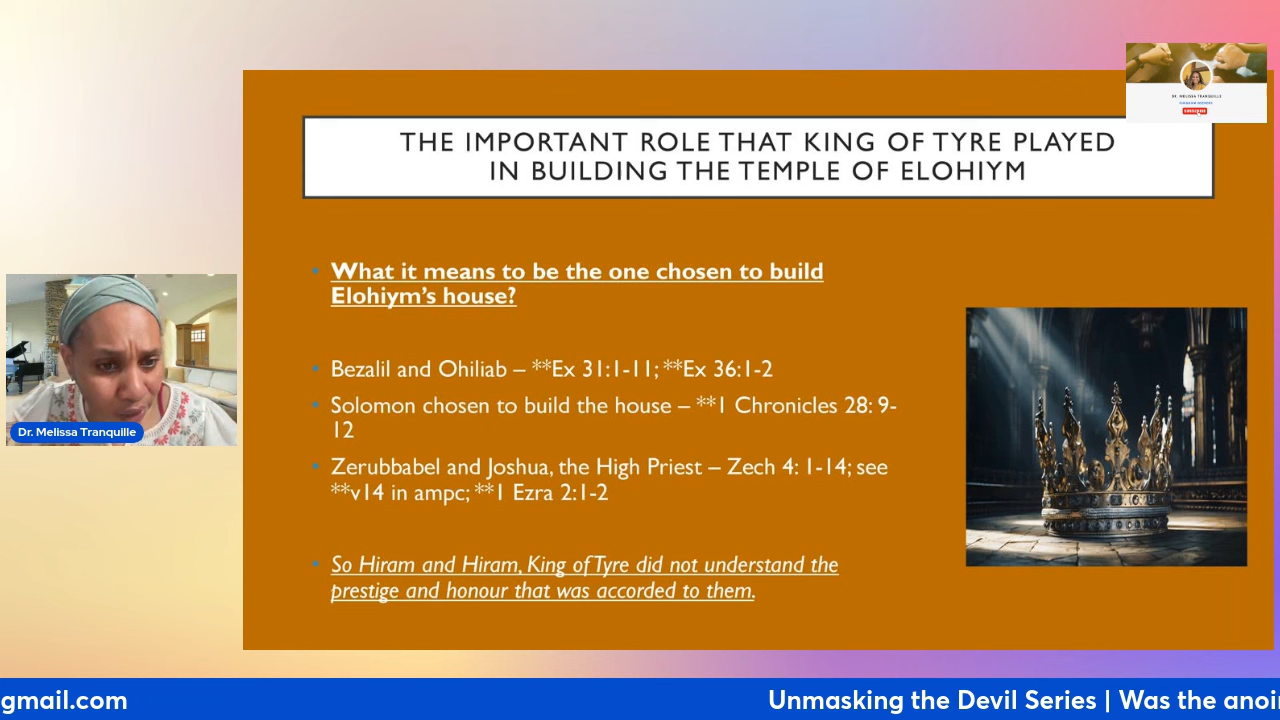 DR. MELISSA TRANQUILLE
SUBSCRIBE
THE IMPORTANT ROLE THAT KING OF TYRE PLAYED
IN BUILDING THE TEMPLE OF ELOHIYM
• What it means to be the one chosen to build
Elohiym's house?
• Bezalil and Ohiliab – **Ex 31:1-11; **Ex 36:1-2
• Solomon chosen to build the house – **1 Chronicles 28: 9-
12
• Zerubbabel and Joshua, the High Priest – Zech 4: 1-14; see
**v14 in ampc; **1 Ezra 2:1-2
• So Hiram and Hiram, King of Tyre did not understand the
prestige and honour that was accorded to them.
Dr. Melissa Tranquille
gmail.com
Unmasking the Devil Series | Was the anoi